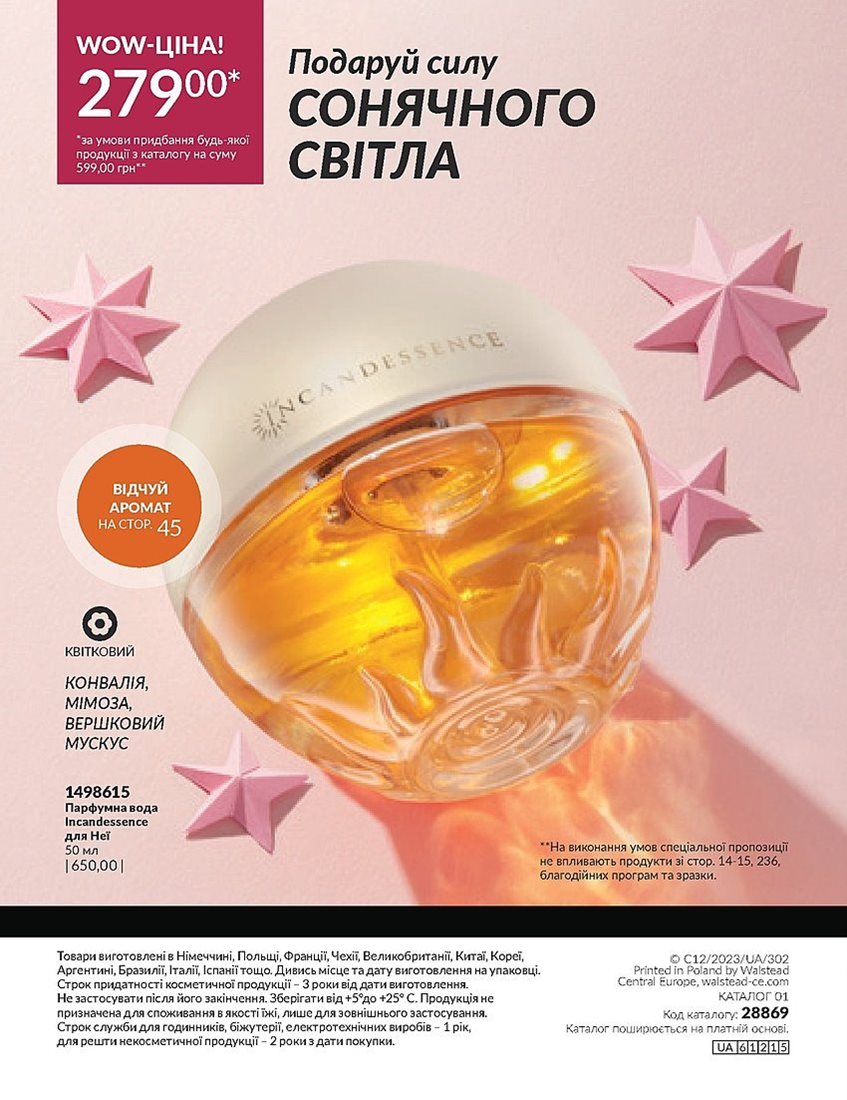 WOW-ЦІНА!
27900*
*за умови придбання будь-якої
продукції з каталогу на суму
599,00 грн**
Подаруй силу
СОНЯЧНОГО
СВІТЛА
INCANDESSENCE
ВІДЧУЙ
АРОМАТ
НА СТОР. 45
КВІТКОВИЙ
КОНВАЛІЯ,
МІМОЗА,
ВЕРШКОВИЙ
МУСКУС
1498615
Парфумна вода
Incandessence
для Неї
50 мл
|650,00|
**На виконання умов спеціальної пропозиції
не впливають продукти зі стор. 14-15, 236,
благодійних програм та зразки.
Товари виготовлені в Німеччині, Польщі, Франції, Чехії, Великобританії, Китаї, Кореї,
Аргентині, Бразилії, Італії, Іспанії тощо. Дивись місце та дату виготовлення на упаковці.
Строк придатності косметичної продукції – 3 роки від дати виготовлення.
Не застосувати після його закінчення. Зберігати від +5°до +25° С. Продукція не
призначена для споживання в якості їжі, лише для зовнішнього застосування.
Строк служби для годинників, біжутерії, електротехнічних виробів – 1 рік,
для решти некосметичної продукції – 2 роки з дати покупки.
© C12/2023/UA/302
Printed in Poland by Walstead
Central Europe, walstead-ce.com
КАТАЛОГ 01
Код каталогу: 28869
Каталог поширюється на платній основі.
UA 6 1 2 1 5